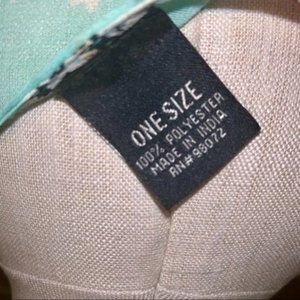 ONE SIZE
100% POLYESTER
MADE IN INDIA
RN# 98072